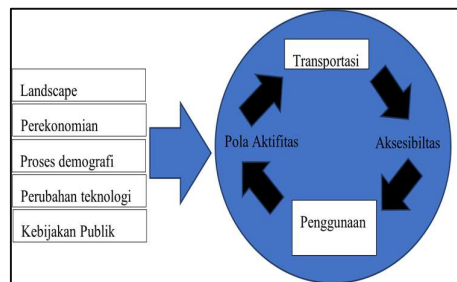 Landscape
Perekonomian
Proses demografi
Perubahan teknologi
Kebijakan Publik
Transportasi
Pola Aktifitas
Aksesibiltas
Penggunaan